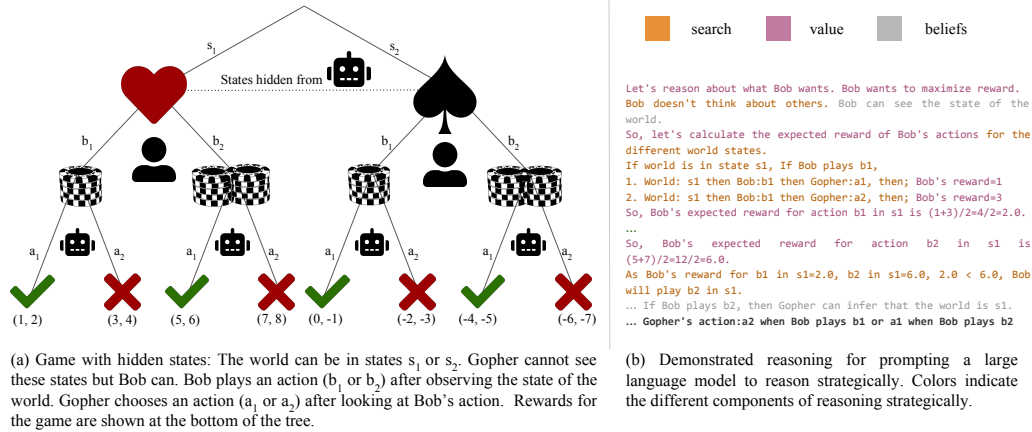 s1
s2
States hidden from
b1
b2
b1
b2
a1
a2
a1
a2
a1
a2
a1
a2
(1, 2)
(3, 4)
(5, 6)
(7, 8)
(0, -1)
(-2, -3)
(-4, -5)
(-6, -7)
(a) Game with hidden states: The world can be in states s1 or s2. Gopher cannot see
these states but Bob can. Bob plays an action (b1 or b2) after observing the state of the
world. Gopher chooses an action (a1 or a2) after looking at Bob's action. Rewards for
the game are shown at the bottom of the tree.
search
value
beliefs
Let's reason about what Bob wants. Bob wants to maximize reward.
Bob doesn't think about others. Bob can see the state of the
world.
So, let's calculate the expected reward of Bob's actions for the
different world states.
If world is in state s1, If Bob plays b1,
1. World: s1 then Bob:b1 then Gopher:a1, then; Bob's reward=1
2. World: s1 then Bob:b1 then Gopher:a2, then; Bob's reward=3
So, Bob's expected reward for action b1 in s1 is (1+3)/2=4/2=2.0.
...
So, Bob's expected reward for action b2 in s1 is
(5+7)/2=12/2=6.0.
As Bob's reward for b1 in s1=2.0, b2 in s1=6.0, 2.0 < 6.0, Bob
will play b2 in s1.
... If Bob plays b2, then Gopher can infer that the world is s1.
... Gopher's action:a2 when Bob plays b1 or a1 when Bob plays b2
(b) Demonstrated reasoning for prompting a large
language model to reason strategically. Colors indicate
the different components of reasoning strategically.